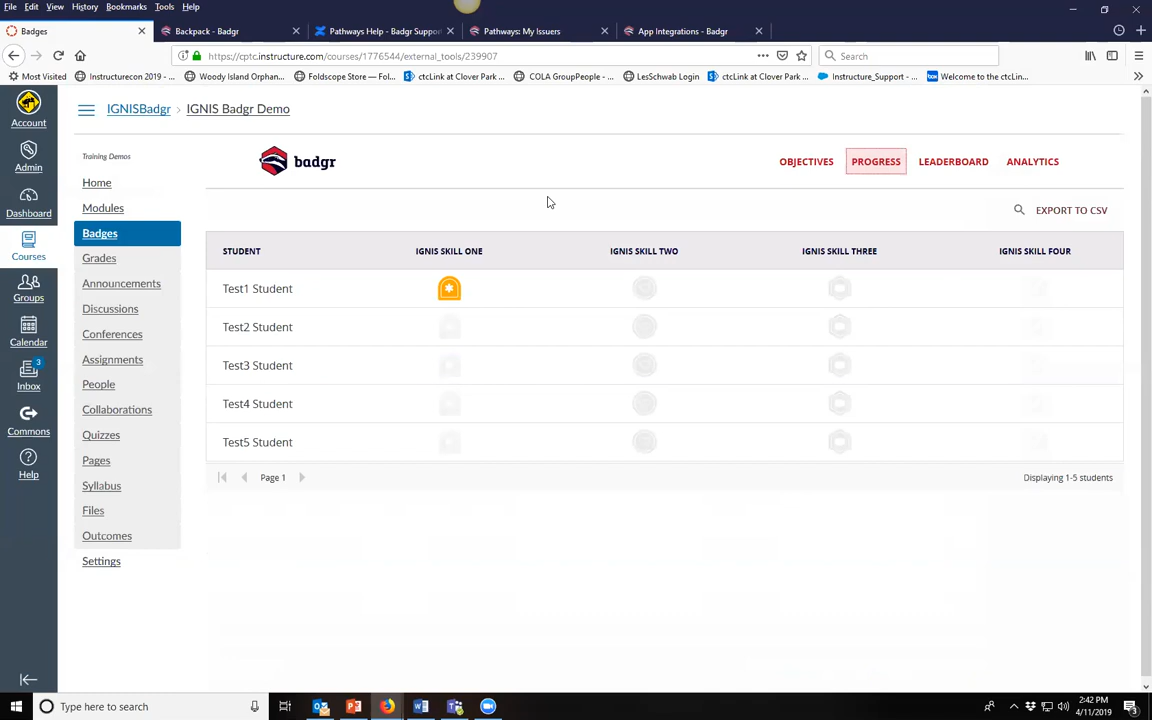 File Edit View History Bookmarks Tools Help
Badges
Backpack - Badgr
Pathways Help - Badgr Suppor
Pathways: My Issuers
App Integrations - Badgr
https://cptc.instructure.com/courses/1776544/external_tools/239907
Search
Most Visited
Instructurecon 2019 - ...
Woody Island Orphan...
Foldscope Store — Fol...
ctcLink at Clover Park ...
COLA GroupPeople - ...
LesSchwab Login
ctcLink at Clover Park ...
Instructure_Support - ...
Welcome to the ctcLin...
IGNISBadgr > IGNIS Badgr Demo
Account
Admin
Dashboard
Courses
Groups
Calendar
3
Inbox
Commons
Help
Training Demos
Home
Modules
Badges
Grades
Announcements
Discussions
Conferences
Assignments
People
Collaborations
Quizzes
Pages
Syllabus
Files
Outcomes
Settings
badgr
OBJECTIVES PROGRESS LEADERBOARD ANALYTICS
EXPORT TO CSV
STUDENT IGNIS SKILL ONE IGNIS SKILL TWO IGNIS SKILL THREE IGNIS SKILL FOUR
Test1 Student
Test2 Student
Test3 Student
Test4 Student
Test5 Student
Page 1
Displaying 1-5 students
Type here to search
2:42 PM
4/11/2019
3